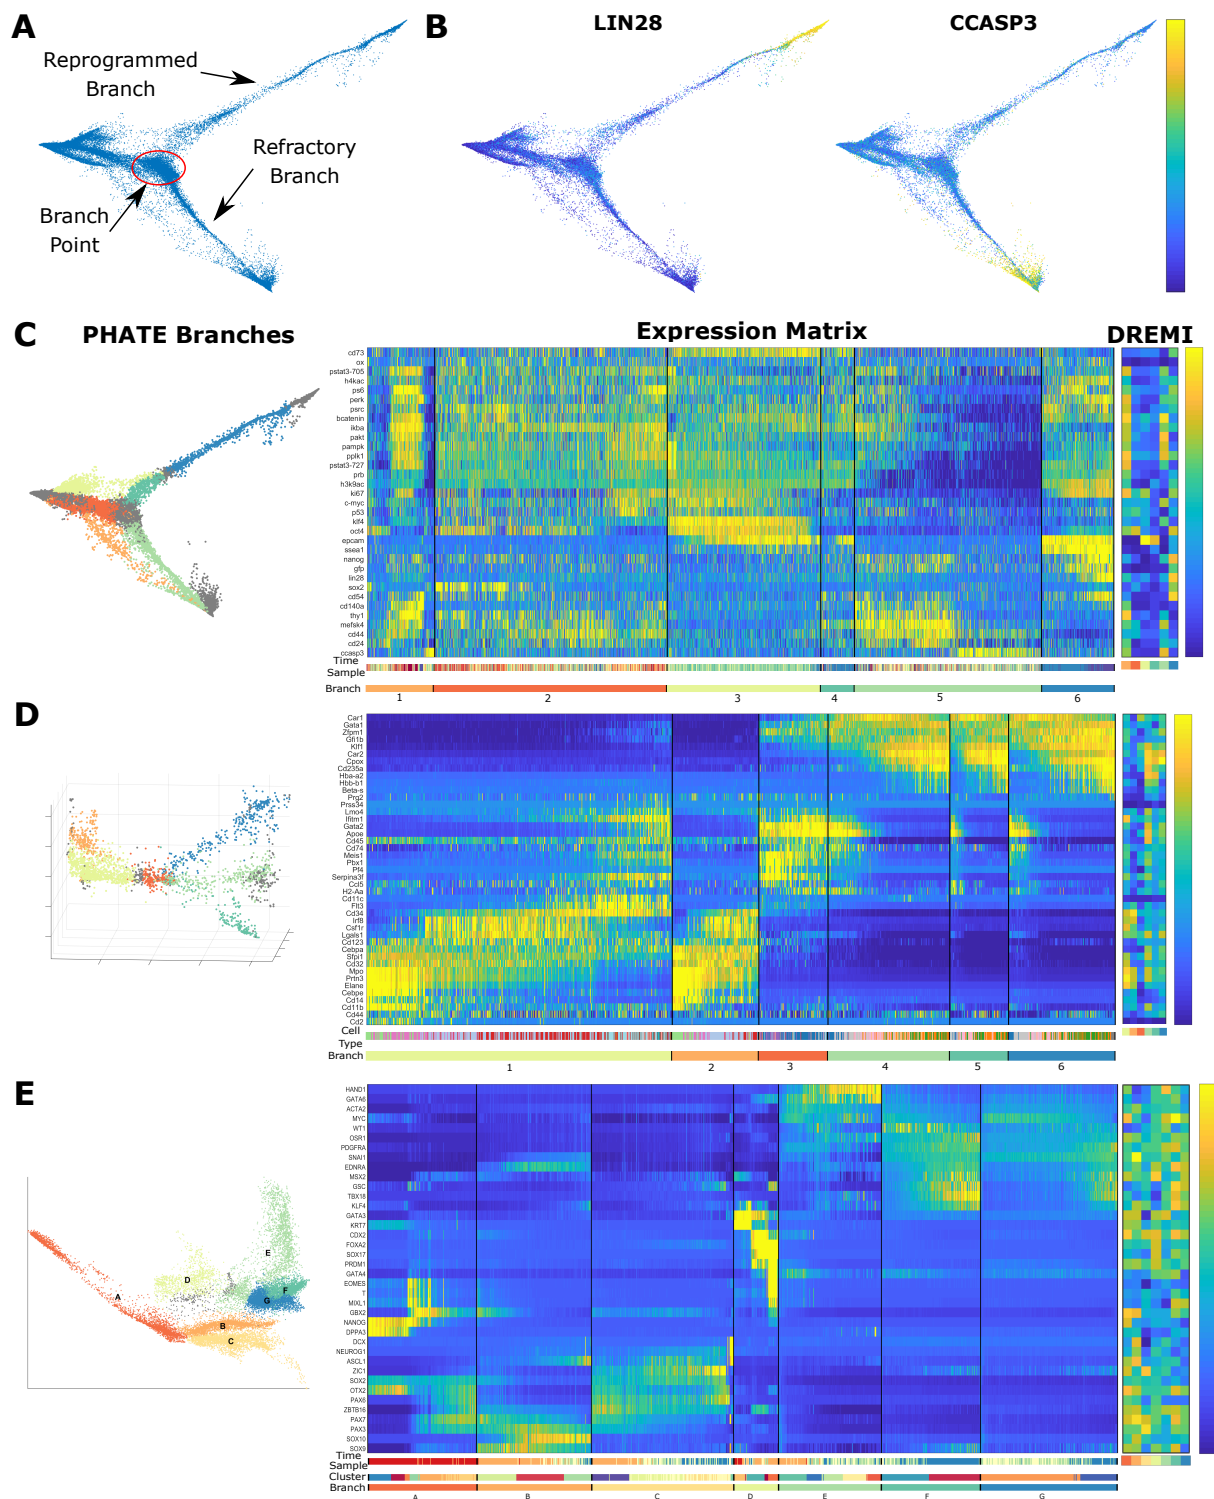 A
Reprogrammed
Branch
Refractory
Branch
Branch
Point
B
LIN28
CCASP3
C
PHATE Branches
Expression Matrix
DREMI
cd73
ox
pstat3-705
h4kac
ps6
perk
psrc
bcatenin
ikba
pakt
pampk
pplk1
pstat3-727
prb
h3k9ac
ki67
c-myc
p53
klf4
oct4
epcam
ssea1
nanog
gfp
lin28
sox2
cd54
cd140a
thy1
mefsk4
cd44
cd24
ccasp3
Time
Sample
Branch
1 2 3 4 5 6
D
Car1
Gata1
Zfpm1
Gfi1b
Klf1
Car2
Cpox
Cd235a
Hba-a2
Hbb-b1
Beta-s
Prg2
Prss34
Lmo4
Ifitm1
Gata2
Apoe
Cd45
Cd74
Meis1
Pbx1
Pf4
Serpina3f
Ccl5
H2-Aa
Cd11c
Flt3
Cd34
Irf8
Csf1r
Lgals1
Cd123
Cebpa
Sfpi1
Cd32
Mpo
Prtn3
Elane
Cebpe
Cd14
Cd11b
Cd44
Cd2
Cell
Type
Branch
1 2 3 4 5 6
E
HAND1
GATA6
ACTA2
MYC
WT1
OSR1
PDGFRA
SNAI1
EDNRA
MSX2
GSC
TBX18
KLF4
GATA3
KRT7
CDX2
FOXA2
SOX17
PRDM1
GATA4
EOMES
T
MIXL1
GBX2
NANOG
DPPA3
DCX
NEUROG1
ASCL1
ZIC1
SOX2
OTX2
PAX6
ZBTB16
PAX7
PAX3
SOX10
SOX9
Time
Sample
Cluster
Branch
A B C D E F G
E
D
F
G
A
B
C